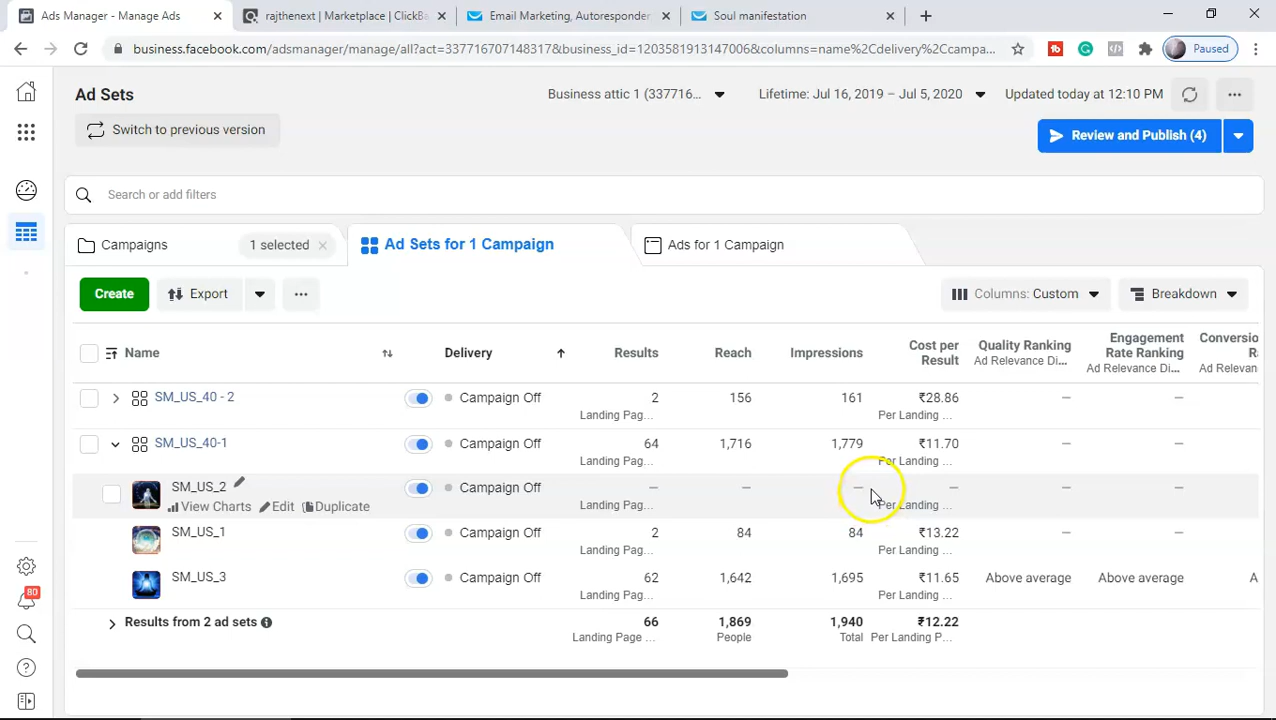 Ads Manager - Manage Ads
rajthenext | Marketplace | ClickBa
Email Marketing, Autoresponder
Soul manifestation
business.facebook.com/adsmanager/manage/all?act=337716707148317&business_id=1203581913147006&columns=name%2Cdelivery%2Ccampa...
Paused
Ad Sets
Business attic 1 (337716...
Lifetime: Jul 16, 2019 – Jul 5, 2020
Updated today at 12:10 PM
Switch to previous version
Review and Publish (4)
Search or add filters
Campaigns
1 selected
Ad Sets for 1 Campaign
Ads for 1 Campaign
Create
Export
Columns: Custom
Breakdown
Name
Delivery
Results
Reach
Impressions
Cost per Result
Quality Ranking
Ad Relevance Di...
Engagement Rate Ranking
Ad Relevance Di...
Conversion R
Ad Relevan
SM_US_40 - 2
Campaign Off
2
156
161
₹28.86
–
–
Landing Pag...
Per Landing ...
SM_US_40-1
Campaign Off
64
1,716
1,779
₹11.70
–
–
Landing Pag...
Per Landing ...
SM_US_2
Campaign Off
–
–
–
–
–
–
View Charts
Edit
Duplicate
Landing Pag...
Per Landing ...
SM_US_1
Campaign Off
2
84
84
₹13.22
–
–
Landing Pag...
Per Landing ...
SM_US_3
Campaign Off
62
1,642
1,695
₹11.65
Above average
Above average
A
Landing Pag...
Per Landing ...
80
Results from 2 ad sets
66
1,869
1,940
₹12.22
Landing Page ...
People
Total
Per Landing P...